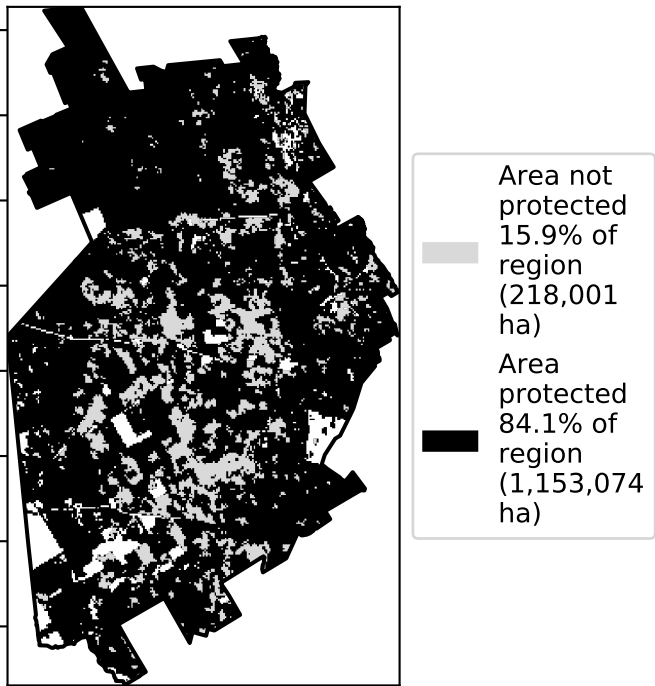 Area not
protected
15.9% of
region
(218,001
ha)
Area
protected
84.1% of
region
(1,153,074
ha)